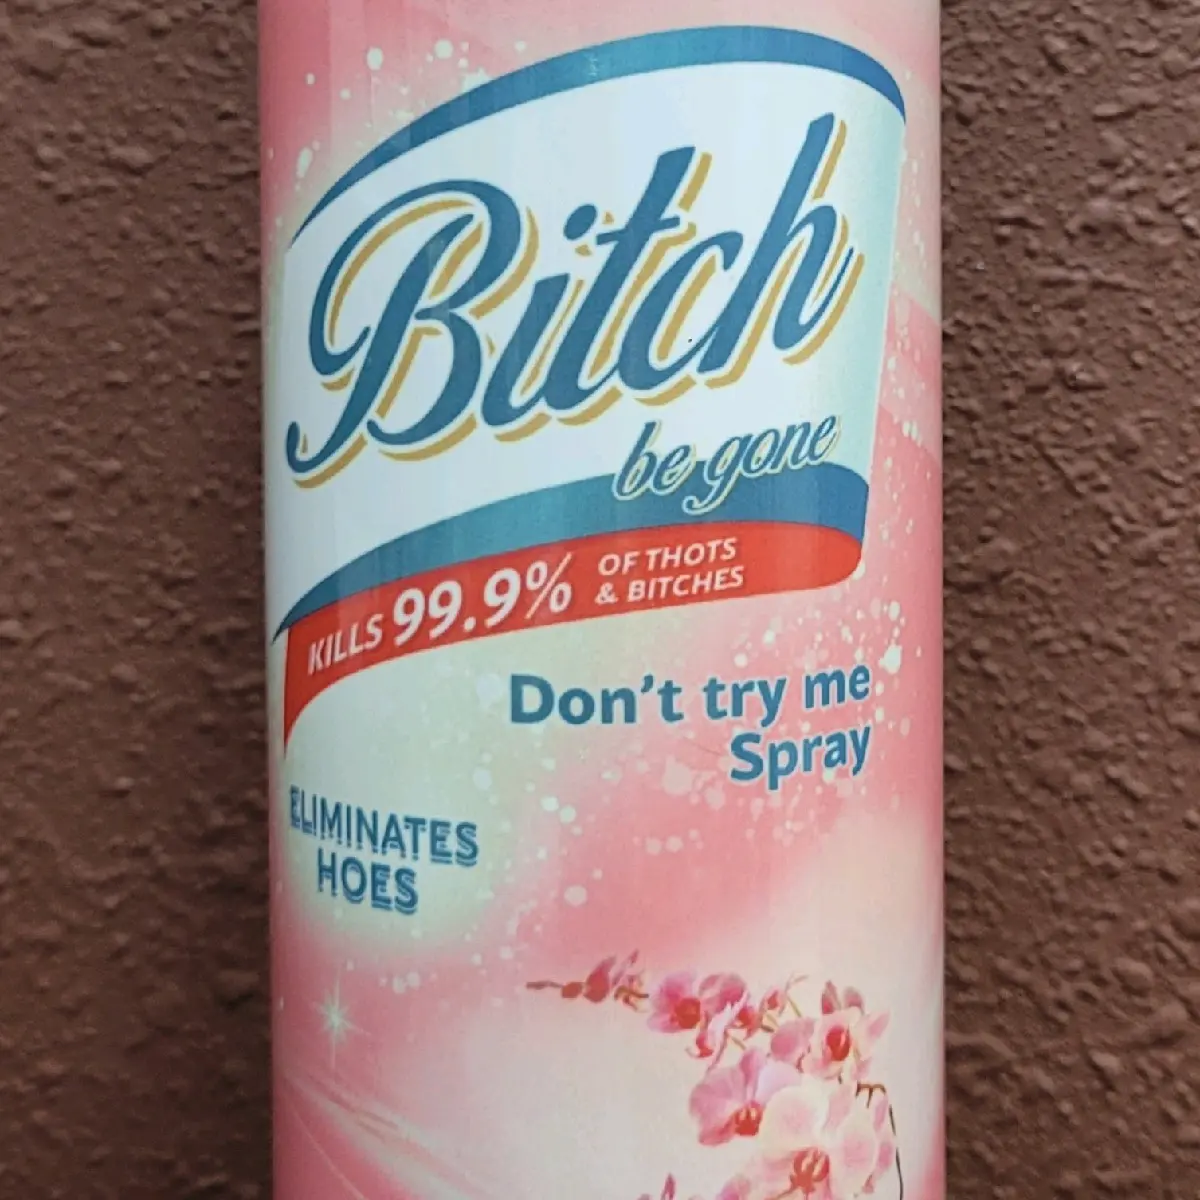 Bitch
be gone
KILLS 99.9% OF THOTS
& BITCHES
Don't try me
Spray
ELIMINATES
HOES